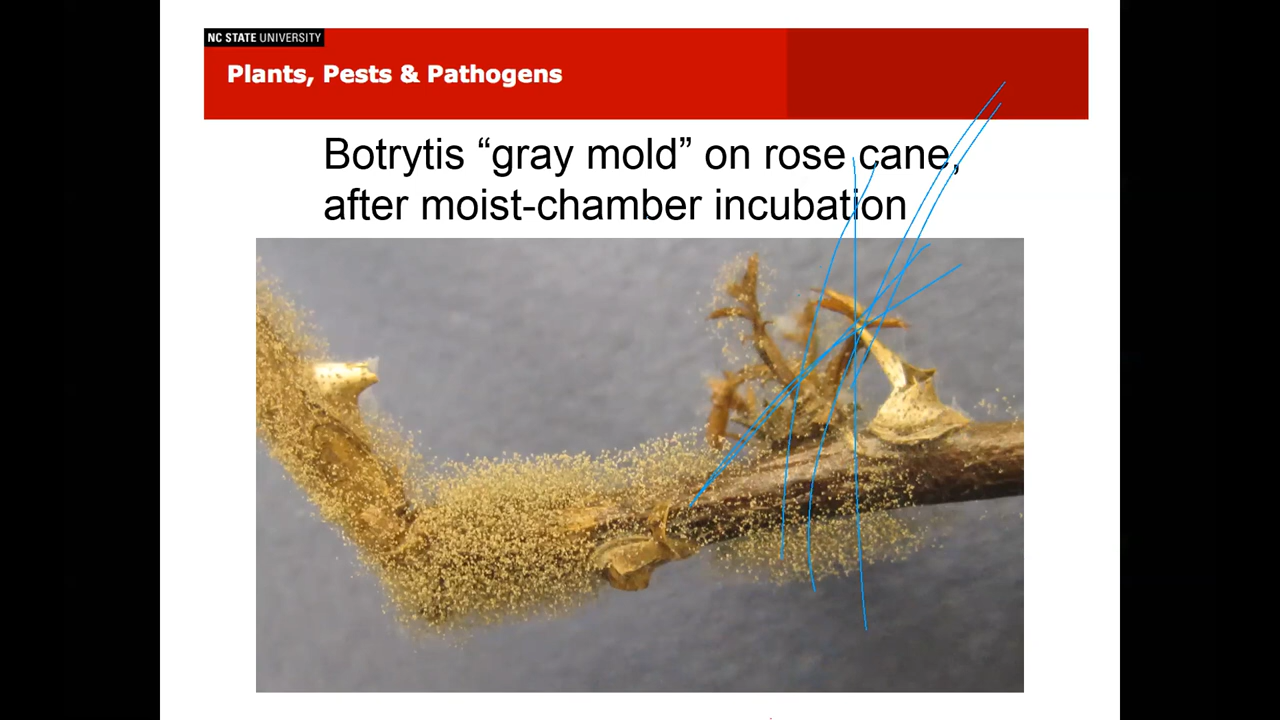 NC STATE UNIVERSITY
Plants, Pests & Pathogens
Botrytis “gray mold” on rose cane,
after moist-chamber incubation